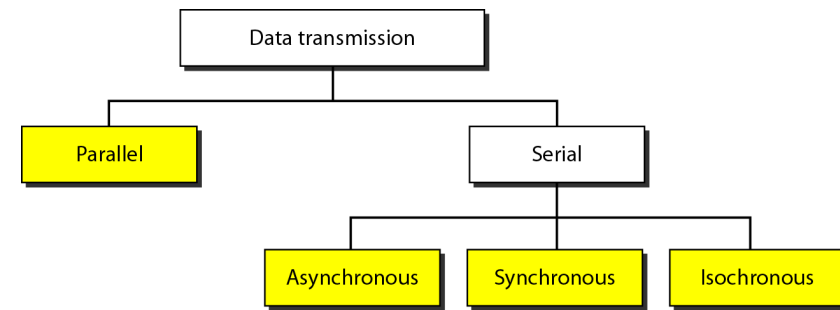 Data transmission
Parallel
Serial
Asynchronous
Synchronous
Isochronous